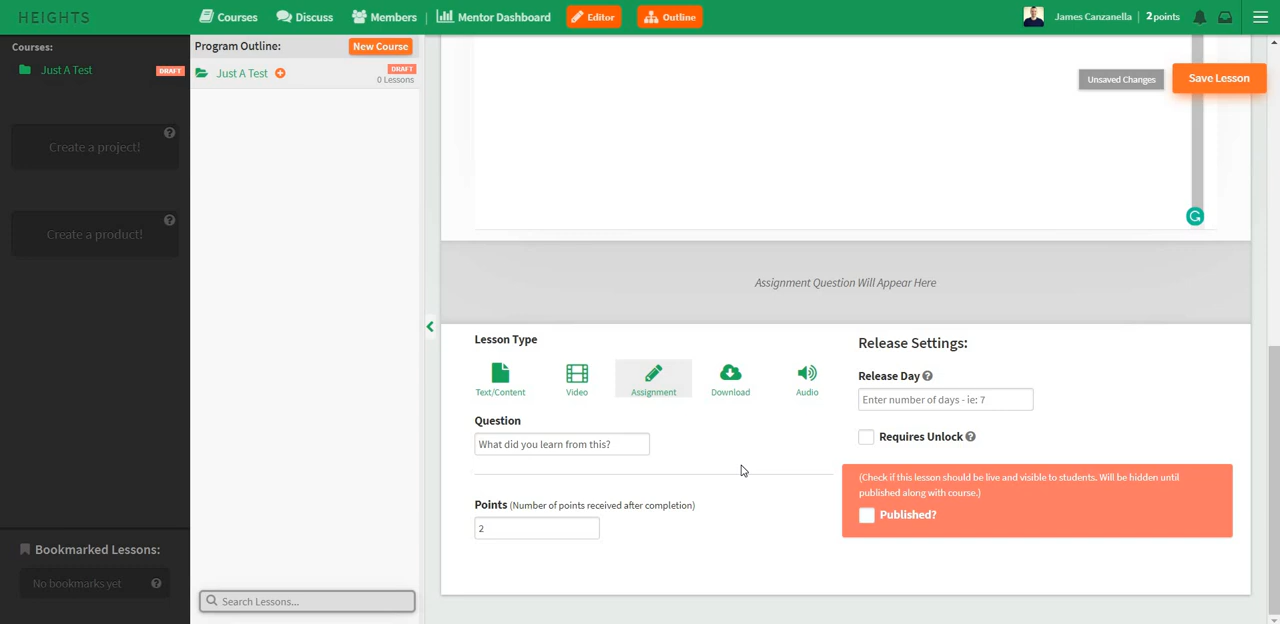 HEIGHTS
Courses
Discuss
Members
Mentor Dashboard
Editor
Outline
James Canzanella
2 points
Courses:
Just A Test
DRAFT
Create a project!
Create a product!
Bookmarked Lessons:
No bookmarks yet
Program Outline:
New Course
Just A Test
DRAFT
0 Lessons
Search Lessons...
Unsaved Changes
Save Lesson
Assignment Question Will Appear Here
Lesson Type
Text/Content
Video
Assignment
Download
Audio
Question
What did you learn from this?
Points (Number of points received after completion)
2
Release Settings:
Release Day
Enter number of days - ie: 7
Requires Unlock
(Check if this lesson should be live and visible to students. Will be hidden until
published along with course.)
Published?